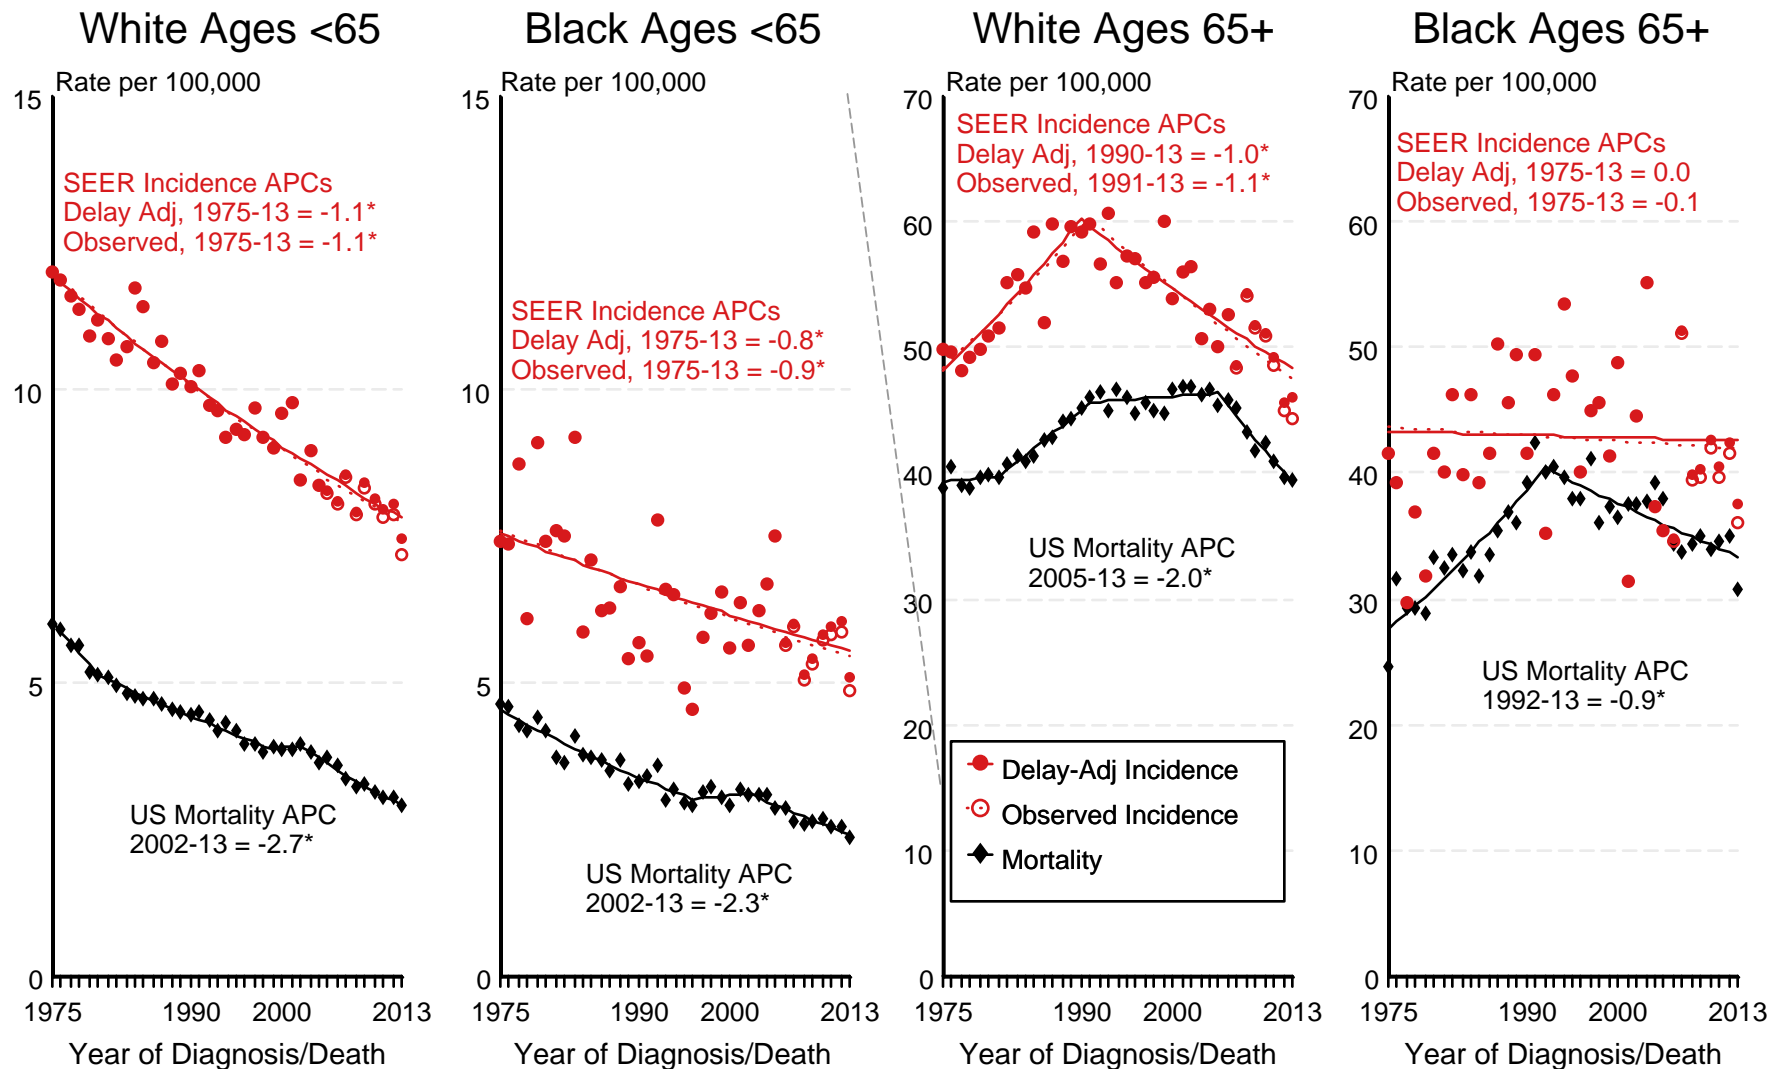 White Ages <65
Rate per 100,000
15
SEER Incidence APCs
Delay Adj, 1975-13 = -1.1*
Observed, 1975-13 = -1.1*
10
5
US Mortality APC
2002-13 = -2.7*
0
1975 1990 2000 2013
Year of Diagnosis/Death
Black Ages <65
Rate per 100,000
15
SEER Incidence APCs
Delay Adj, 1975-13 = -0.8*
Observed, 1975-13 = -0.9*
10
5
US Mortality APC
2002-13 = -2.3*
0
1975 1990 2000 2013
Year of Diagnosis/Death
White Ages 65+
Rate per 100,000
70
SEER Incidence APCs
Delay Adj, 1990-13 = -1.0*
Observed, 1991-13 = -1.1*
60
50
40
US Mortality APC
2005-13 = -2.0*
30
20
Delay-Adj Incidence
Observed Incidence
Mortality
10
0
1975 1990 2000 2013
Year of Diagnosis/Death
Black Ages 65+
Rate per 100,000
70
SEER Incidence APCs
Delay Adj, 1975-13 = 0.0
Observed, 1975-13 = -0.1
60
50
40
30
US Mortality APC
1992-13 = -0.9*
20
10
0
1975 1990 2000 2013
Year of Diagnosis/Death